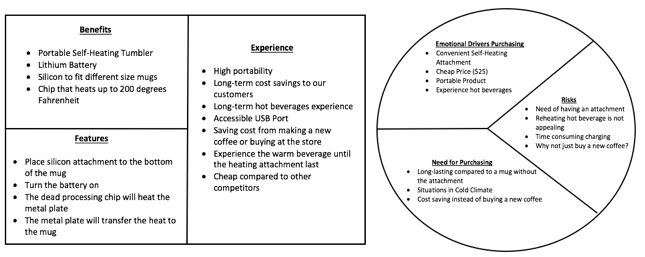 Benefits
• Portable Self-Heating Tumbler
• Lithium Battery
• Silicon to fit different size mugs
• Chip that heats up to 200 degrees
Fahrenheit
Features
• Place silicon attachment to the bottom
of the mug
• Turn the battery on
• The dead processing chip will heat the
metal plate
• The metal plate will transfer the heat to
the mug
Experience
• High portability
• Long-term cost savings to our
customers
• Long-term hot beverages experience
• Accessible USB Port
• Saving cost from making a new
coffee or buying at the store
• Experience the warm beverage until
the heating attachment last
• Cheap compared to other
competitors
Emotional Drivers Purchasing
• Convenient Self-Heating
Attachment
• Cheap Price ($25)
• Portable Product
• Experience hot beverages
Risks
• Need of having an attachment
• Reheating hot beverage is not
appealing
• Time consuming charging
• Why not just buy a new coffee?
Need for Purchasing
• Long-lasting compared to a mug without
the attachment
• Situations in Cold Climate
• Cost saving instead of buying a new coffee